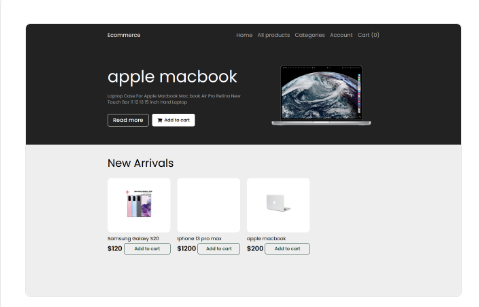 Ecommerce
Home All products Categories Account Cart (0)
apple macbook
Laptop Case For Apple Macbook Mac Book Air Pro Retina New
Touch Bar 11 12 13 15 inch Hard Laptop
Read more
Add to cart
New Arrivals
Samsung Galaxy S20
Iphone 13 pro max
apple macbook
$120 Add to cart
$1200 Add to cart
$200 Add to cart